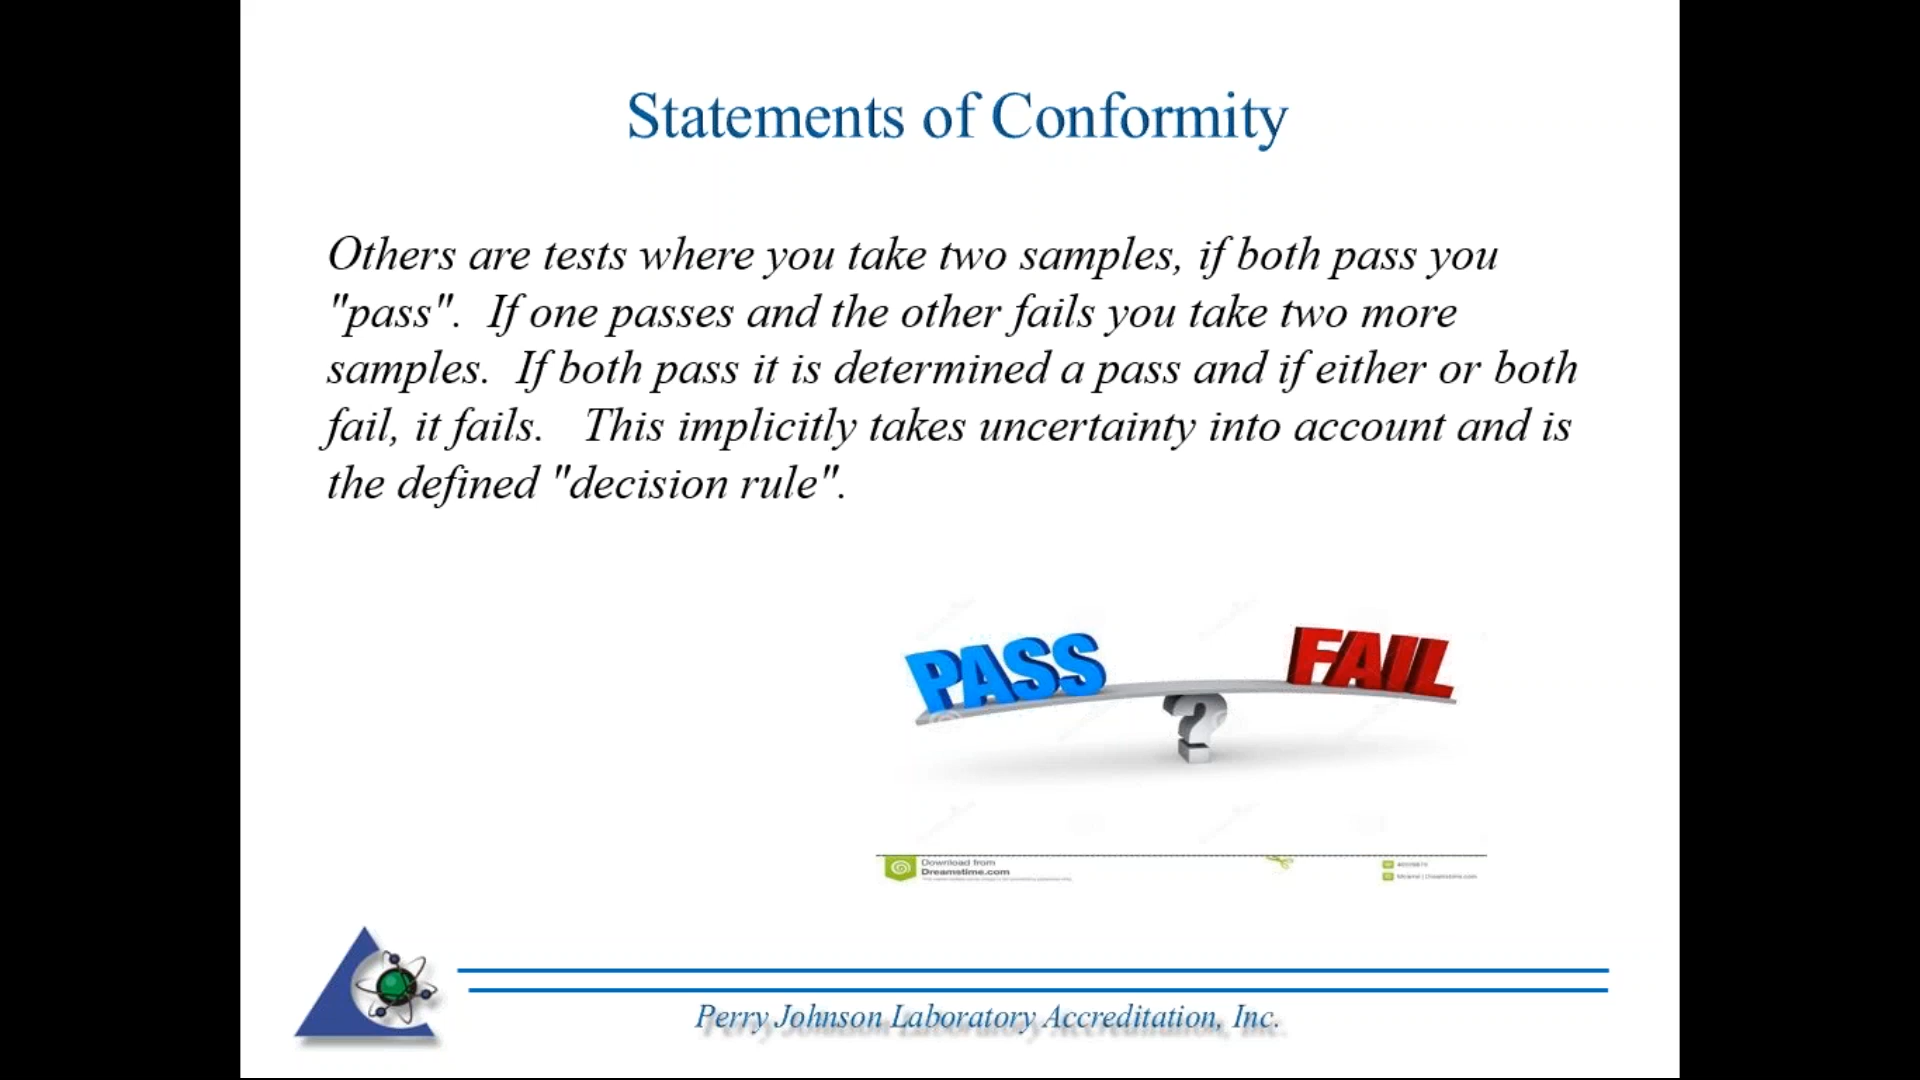 Statements of Conformity
Others are tests where you take two samples, if both pass you
"pass".  If one passes and the other fails you take two more
samples.  If both pass it is determined a pass and if either or both
fail, it fails.   This implicitly takes uncertainty into account and is
the defined "decision rule".
PASS
FAIL
?
Download from
Dreamstime.com
Perry Johnson Laboratory Accreditation, Inc.